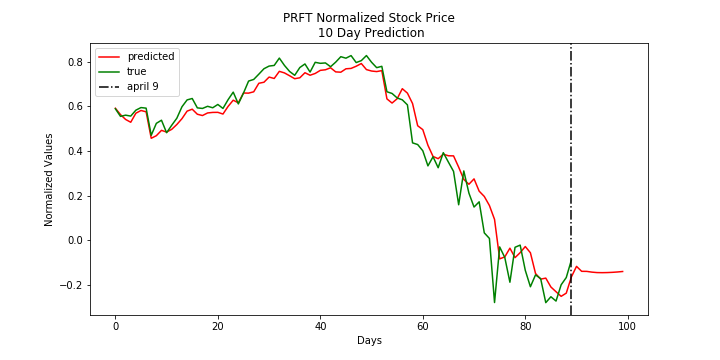 PRFT Normalized Stock Price
10 Day Prediction
predicted
true
april 9
Normalized Values
0.8
0.6
0.4
0.2
0.0
−0.2
0 20 40 60 80 100
Days